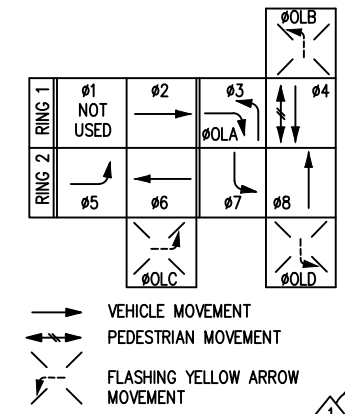 øOLB
RING 1
ø1
NOT
USED
ø2
ø3
øOLA
ø4
RING 2
ø5
ø6
ø7
ø8
øOLC
øOLD
VEHICLE MOVEMENT
PEDESTRIAN MOVEMENT
FLASHING YELLOW ARROW
MOVEMENT
1